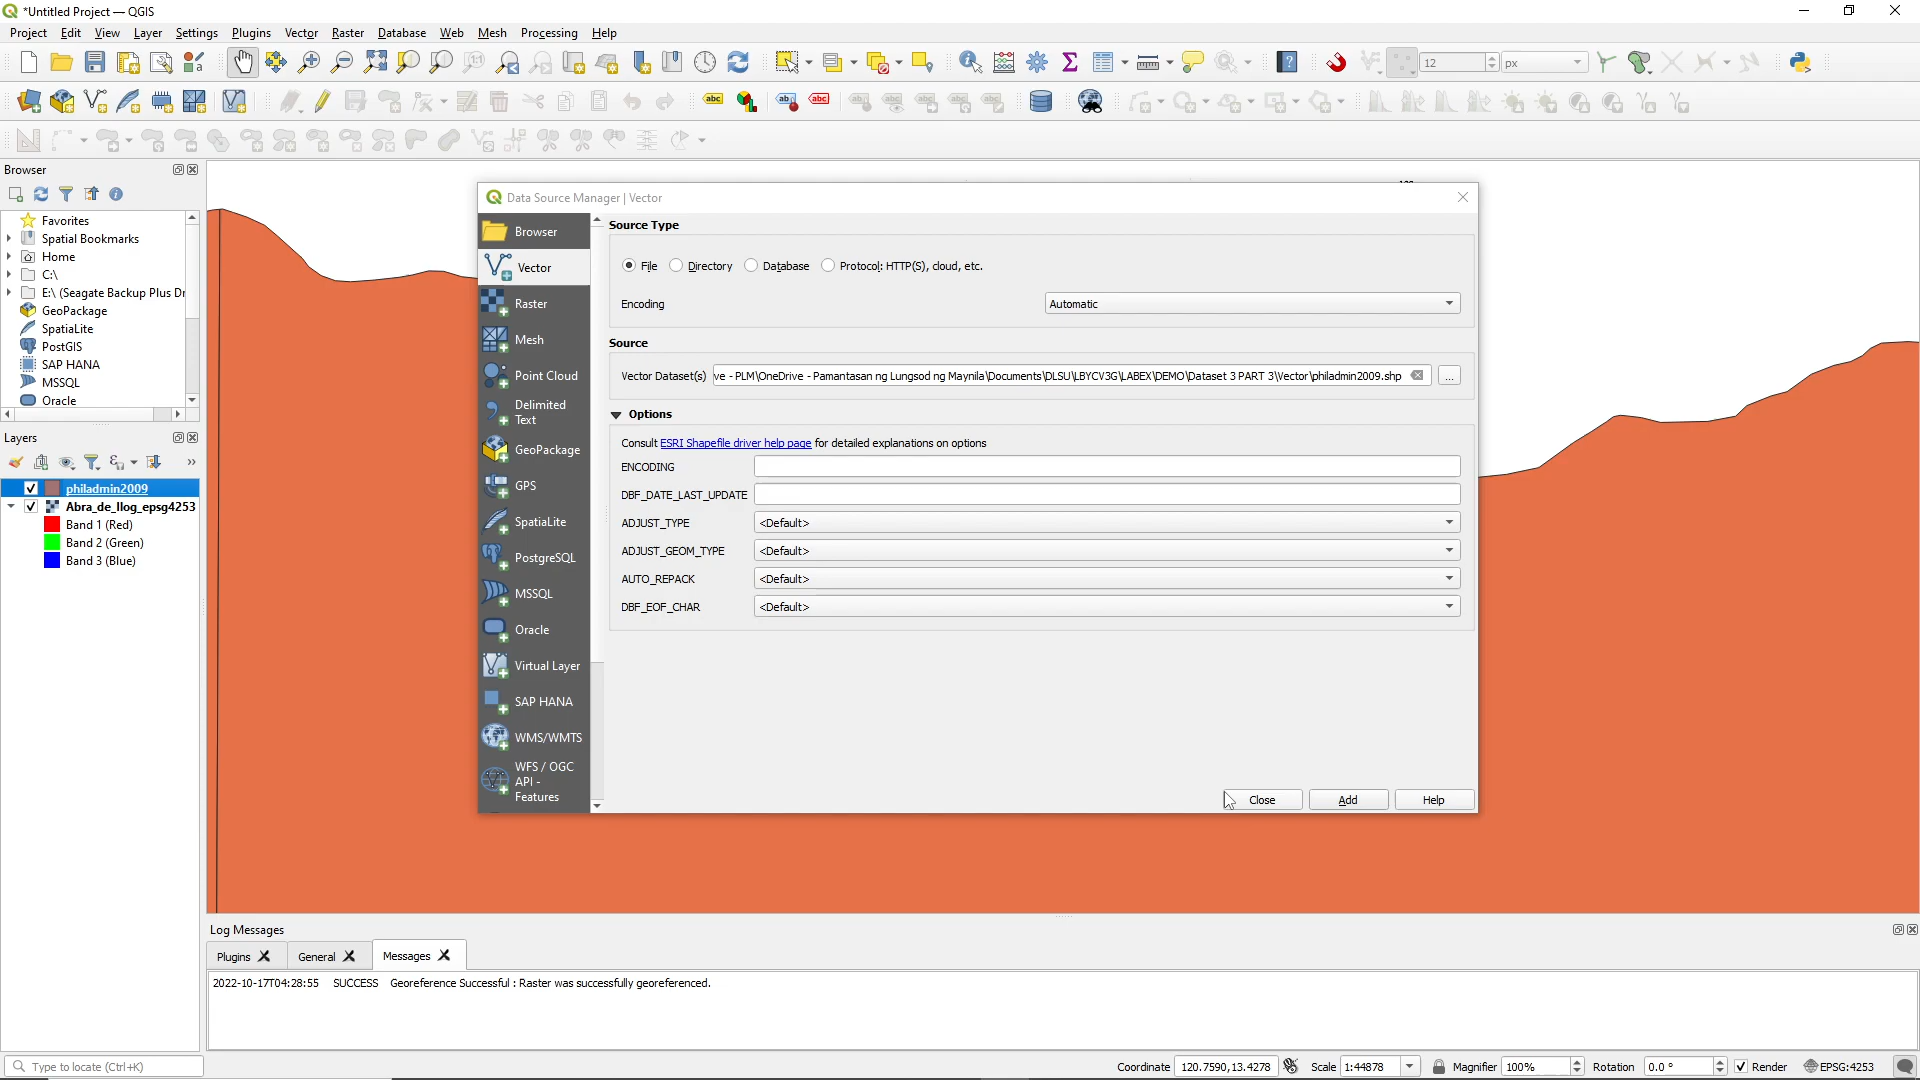 *Untitled Project — QGIS
Project Edit View Layer Settings Plugins Vector Raster Database Web Mesh Processing Help
12 px
abc abc abc
Browser
Favorites
Spatial Bookmarks
Home
C:\
E:\ (Seagate Backup Plus Dr
GeoPackage
SpatiaLite
PostGIS
SAP HANA
MSSQL
Oracle
Layers
philadmin2009
Abra_de_Ilog_epsg4253
Band 1 (Red)
Band 2 (Green)
Band 3 (Blue)
Data Source Manager | Vector
Browser
Vector
Raster
Mesh
Point Cloud
Delimited
Text
GeoPackage
GPS
SpatiaLite
PostgreSQL
MSSQL
Oracle
Virtual Layer
SAP HANA
WMS/WMTS
WFS / OGC
API -
Features
Source Type
File Directory Database Protocol: HTTP(S), cloud, etc.
Encoding Automatic
Source
Vector Dataset(s) ve - PLM\OneDrive - Pamantasan ng Lungsod ng Maynila\Documents\DLSU\LBYCV3G\LABEX\DEMO\Dataset 3 PART 3\Vector\philadmin2009.shp ...
Options
Consult ESRI Shapefile driver help page for detailed explanations on options
ENCODING
DBF_DATE_LAST_UPDATE
ADJUST_TYPE <Default>
ADJUST_GEOM_TYPE <Default>
AUTO_REPACK <Default>
DBF_EOF_CHAR <Default>
Close Add Help
Log Messages
Plugins General Messages
2022-10-17T04:28:55 SUCCESS Georeference Successful : Raster was successfully georeferenced.
Type to locate (Ctrl+K) Coordinate 120.7590,13.4278 Scale 1:44878 Magnifier 100% Rotation 0.0 ° Render EPSG:4253